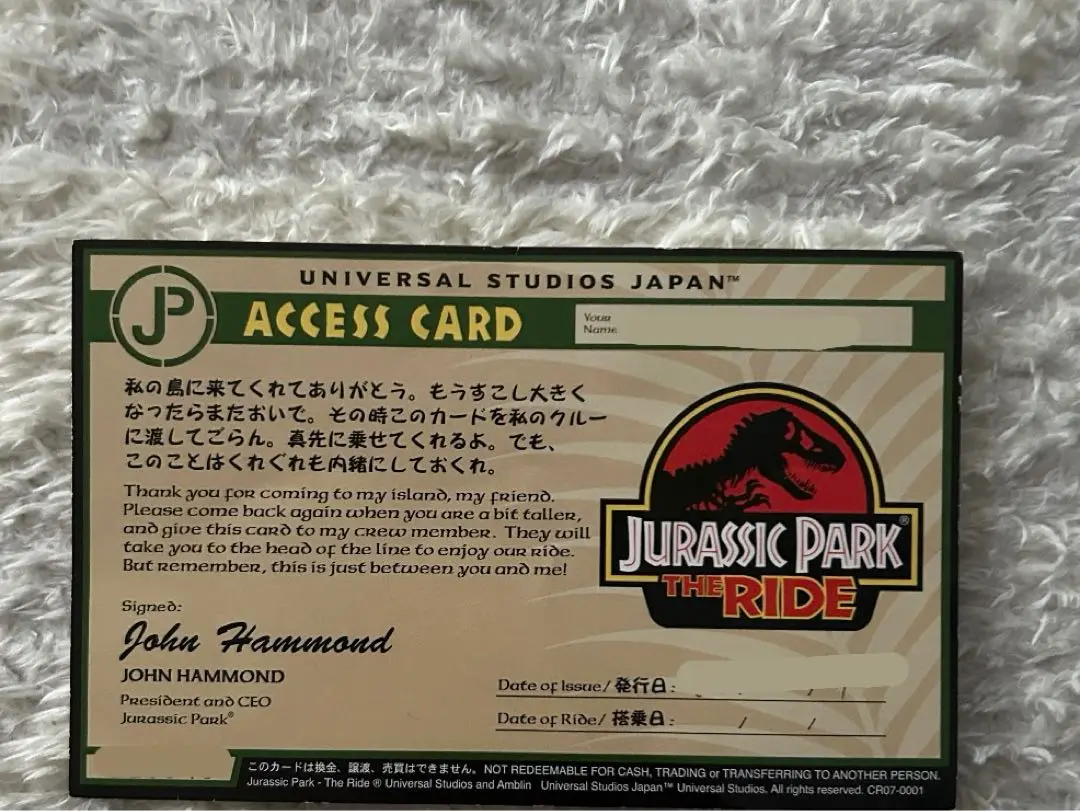 UNIVERSAL STUDIOS JAPAN™
JP
ACCESS CARD
Your
Name
私の島に来てくれてありがとう。もうすこし大きく
なったらまたおいで。その時このカードを私のクルー
に渡してごらん。真先に乗せてくれるよ。でも、
このことはくれぐれも内緒にしておくれ。
Thank you for coming to my island, my friend.
Please come back again when you are a bit taller,
and give this card to my crew member. They will
take you to the head of the line to enjoy our ride.
But remember, this is just between you and me!
JURASSIC PARK®
THE RIDE
Signed:
John Hammond
JOHN HAMMOND
President and CEO
Jurassic Park®
Date of Issue/発行日: /
Date of Ride/搭乗日: / /
このカードは換金、譲渡、売買はできません。NOT REDEEMABLE FOR CASH, TRADING or TRANSFERRING TO ANOTHER PERSON.
Jurassic Park - The Ride ® Universal Studios and Amblin Universal Studios Japan™ Universal Studios. All rights reserved. CR07-0001